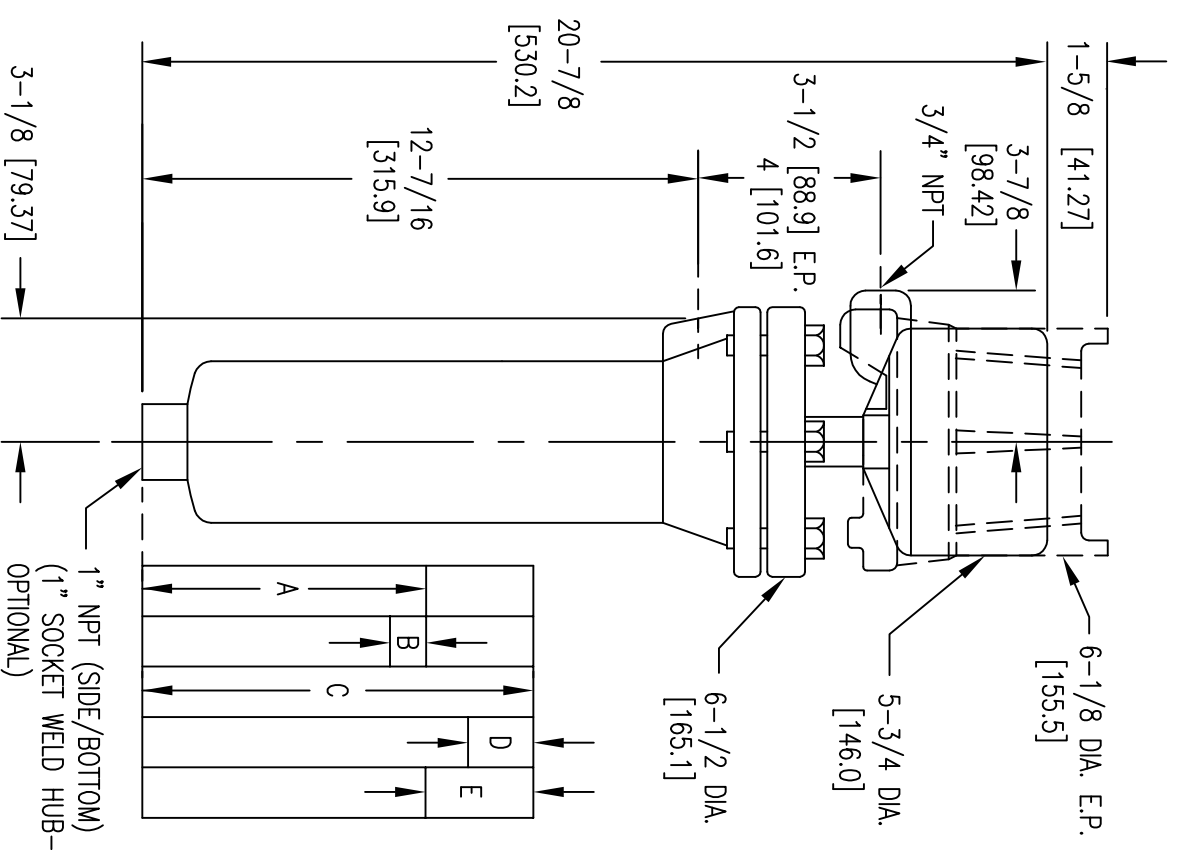 1-5/8 [41.27]
20-7/8
[530.2]
3-7/8
[98.42]
3/4" NPT
3-1/2 [88.9] E.P.
4 [101.6]
12-7/16
[315.9]
3-1/8 [79.37]
6-1/8 DIA. E.P.
[155.5]
5-3/4 DIA.
[146.0]
6-1/2 DIA.
[165.1]
A
B
C
D
E
1" NPT (SIDE/BOTTOM)
(1" SOCKET WELD HUB-
OPTIONAL)